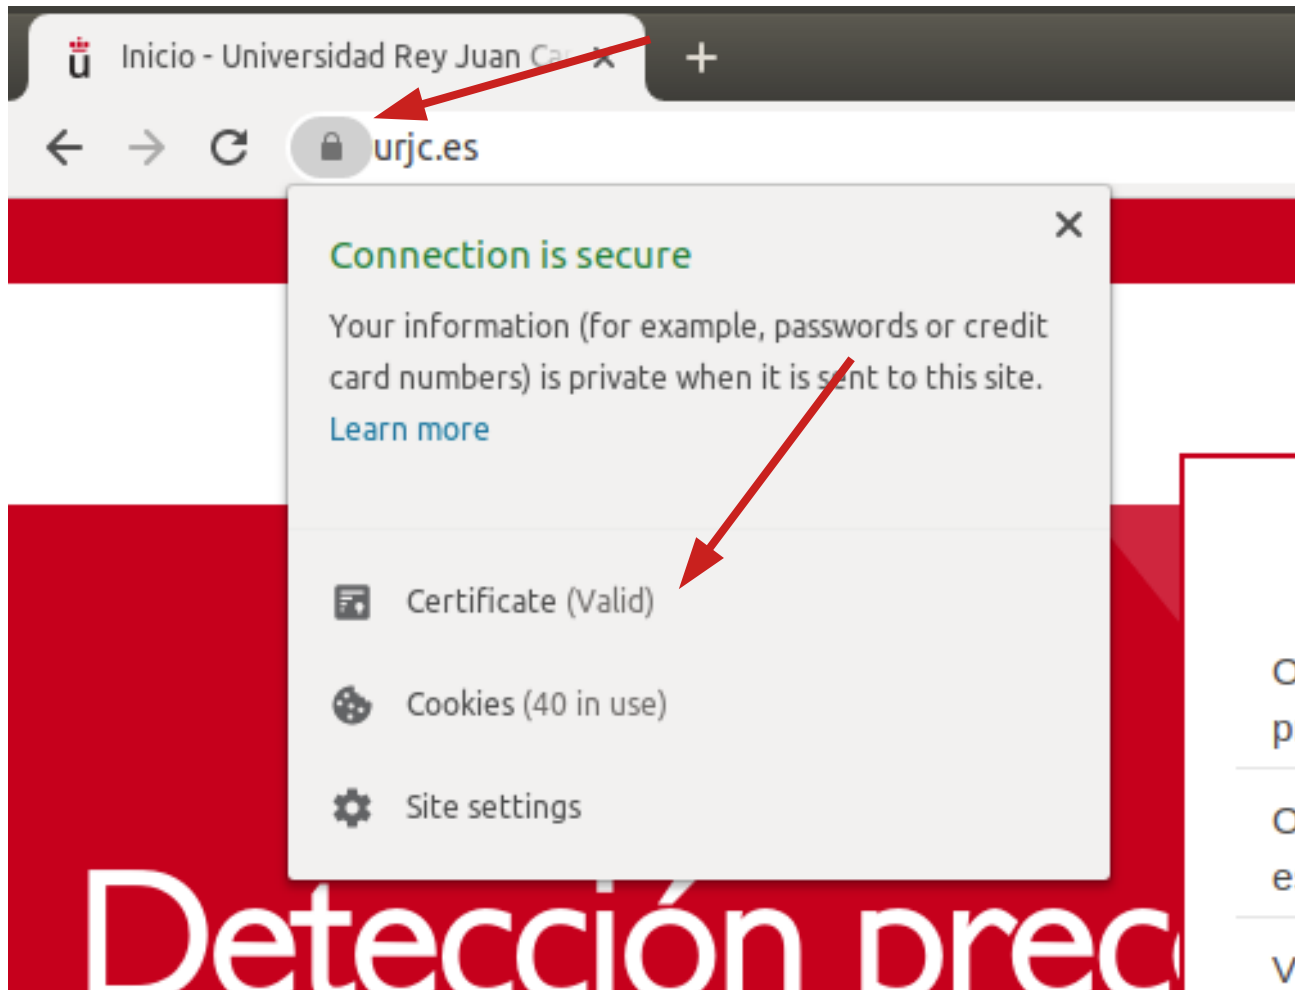 Inicio - Universidad Rey Juan
urjc.es
Connection is secure
Your information (for example, passwords or credit
card numbers) is private when it is sent to this site.
Learn more
Certificate (Valid)
Cookies (40 in use)
Site settings
Detección